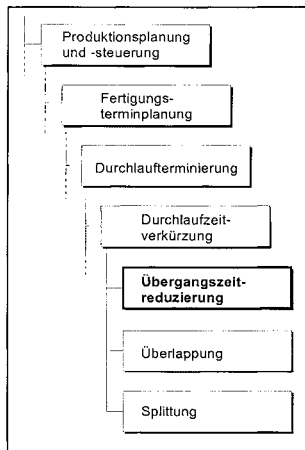 Produktionsplanung
und -steuerung
Fertigungs-
terminplanung
Durchlaufterminierung
Durchlaufzeit-
verkürzung
Übergangszeit-
reduzierung
Überlappung
Splittung